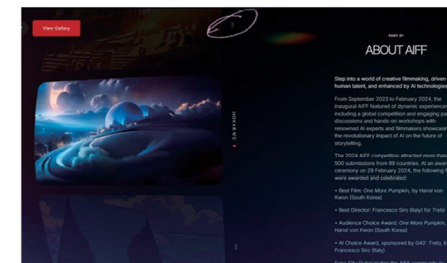 View Gallery
PART 01
ABOUT AIFF
Step into a world of creative filmmaking, driven
human talent, and enhanced by AI technologies
From September 2023 to February 2024, the
inaugural AIFF featured of dynamic experiences
including a global competition and engaging pa
discussions and hands-on workshops with
renowned AI experts and filmmakers showcasi
the revolutionary impact of AI on the future of
storytelling.
The 2024 AIFF competition attracted more than
500 submissions from 89 countries. At an awar
ceremony on 28 February 2024, the following f
were awarded and celebrated:
• Best Film: One More Pumpkin, by Hansl von
Kwon (South Korea)
• Best Director: Francesco Siro (Italy) for Treta
• Audience Choice Award: One More Pumpkin,
Hansl von Kwon (South Korea)
• AI Choice Award, sponsored by G42: Treta, b
Francesco Siro (Italy)